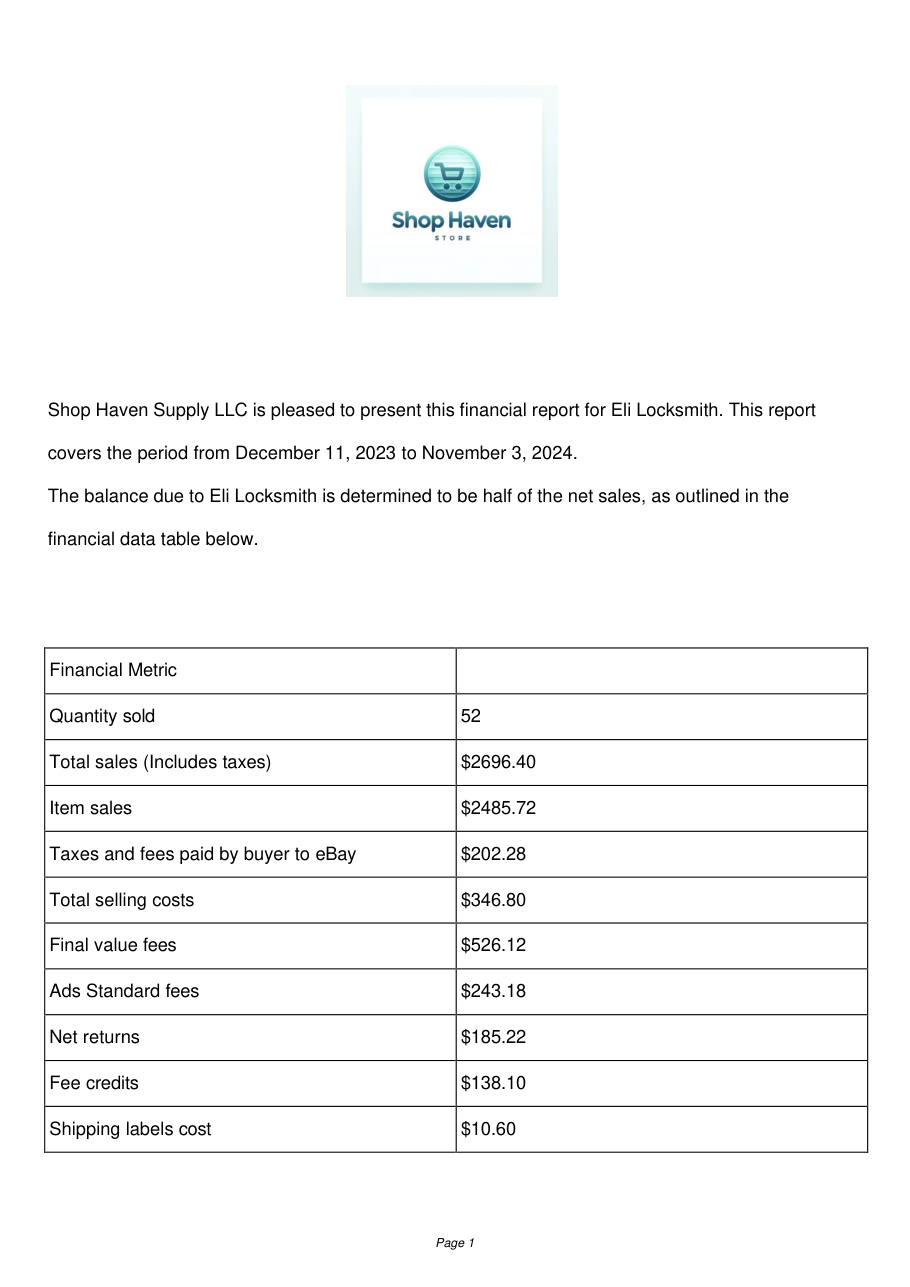 Shop Haven
STORE
Shop Haven Supply LLC is pleased to present this financial report for Eli Locksmith. This report
covers the period from December 11, 2023 to November 3, 2024.
The balance due to Eli Locksmith is determined to be half of the net sales, as outlined in the
financial data table below.
Financial Metric
Quantity sold 52
Total sales (Includes taxes) $2696.40
Item sales $2485.72
Taxes and fees paid by buyer to eBay $202.28
Total selling costs $346.80
Final value fees $526.12
Ads Standard fees $243.18
Net returns $185.22
Fee credits $138.10
Shipping labels cost $10.60
Page 1